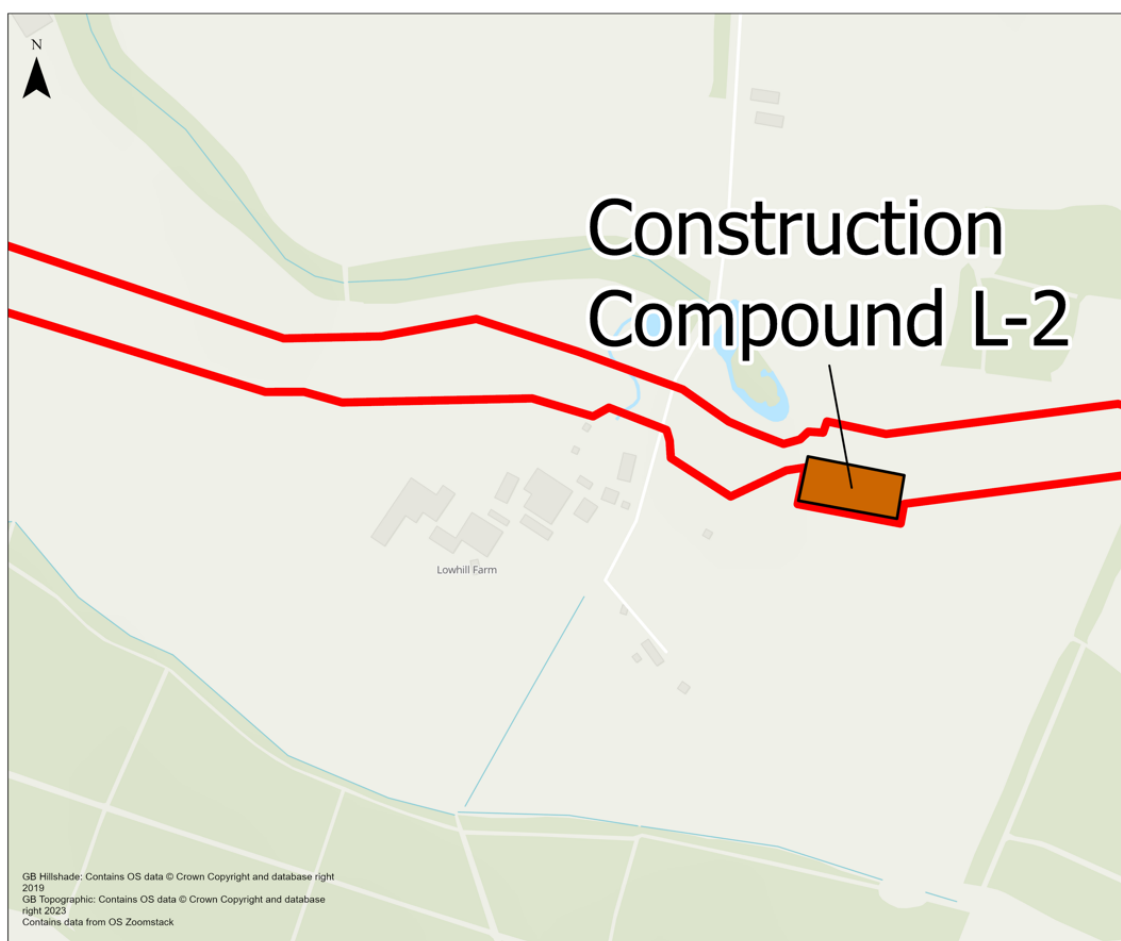 N
Construction
Compound L-2
Lowhill Farm
GB Hillshade: Contains OS data © Crown Copyright and database right
2019
GB Topographic: Contains OS data © Crown Copyright and database
right 2023
Contains data from OS Zoomstack